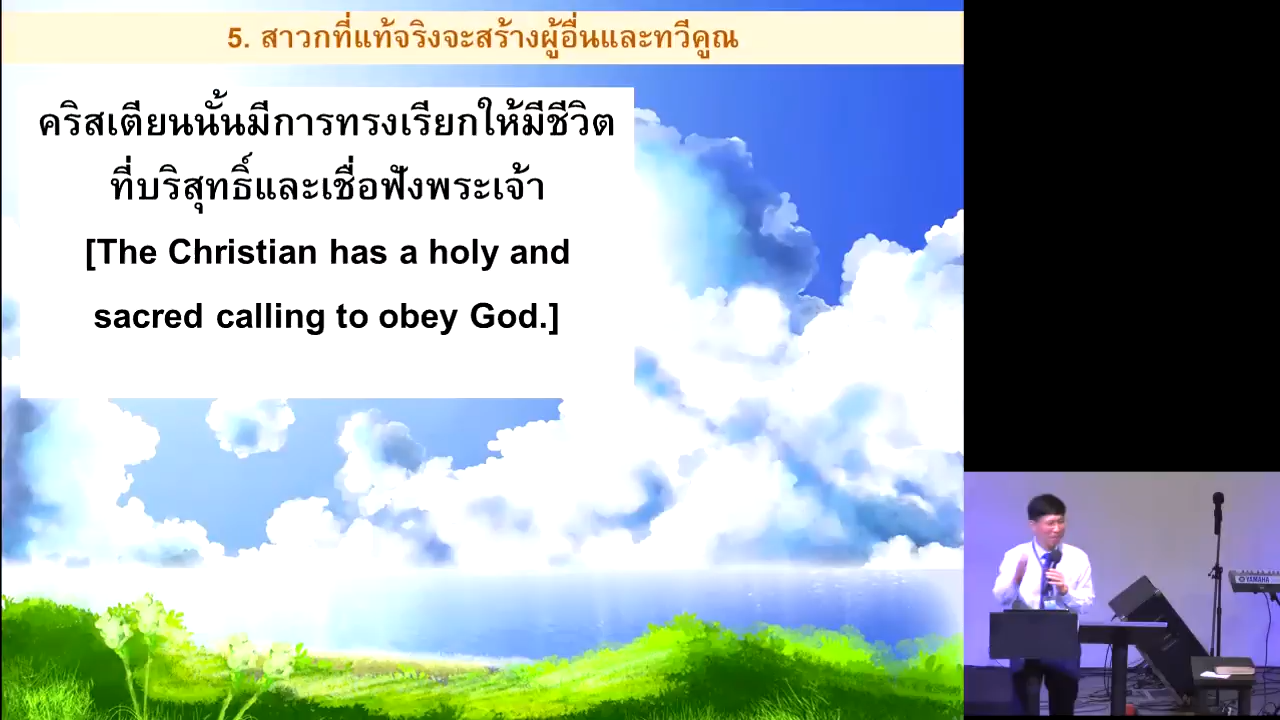 5. สาวกที่แท้จริงจะสร้างผู้อื่นและทวีคูณ
คริสเตียนนั้นมีการทรงเรียกให้มีชีวิต
ที่บริสุทธิ์และเชื่อฟังพระเจ้า
[The Christian has a holy and
sacred calling to obey God.]
YAMAHA